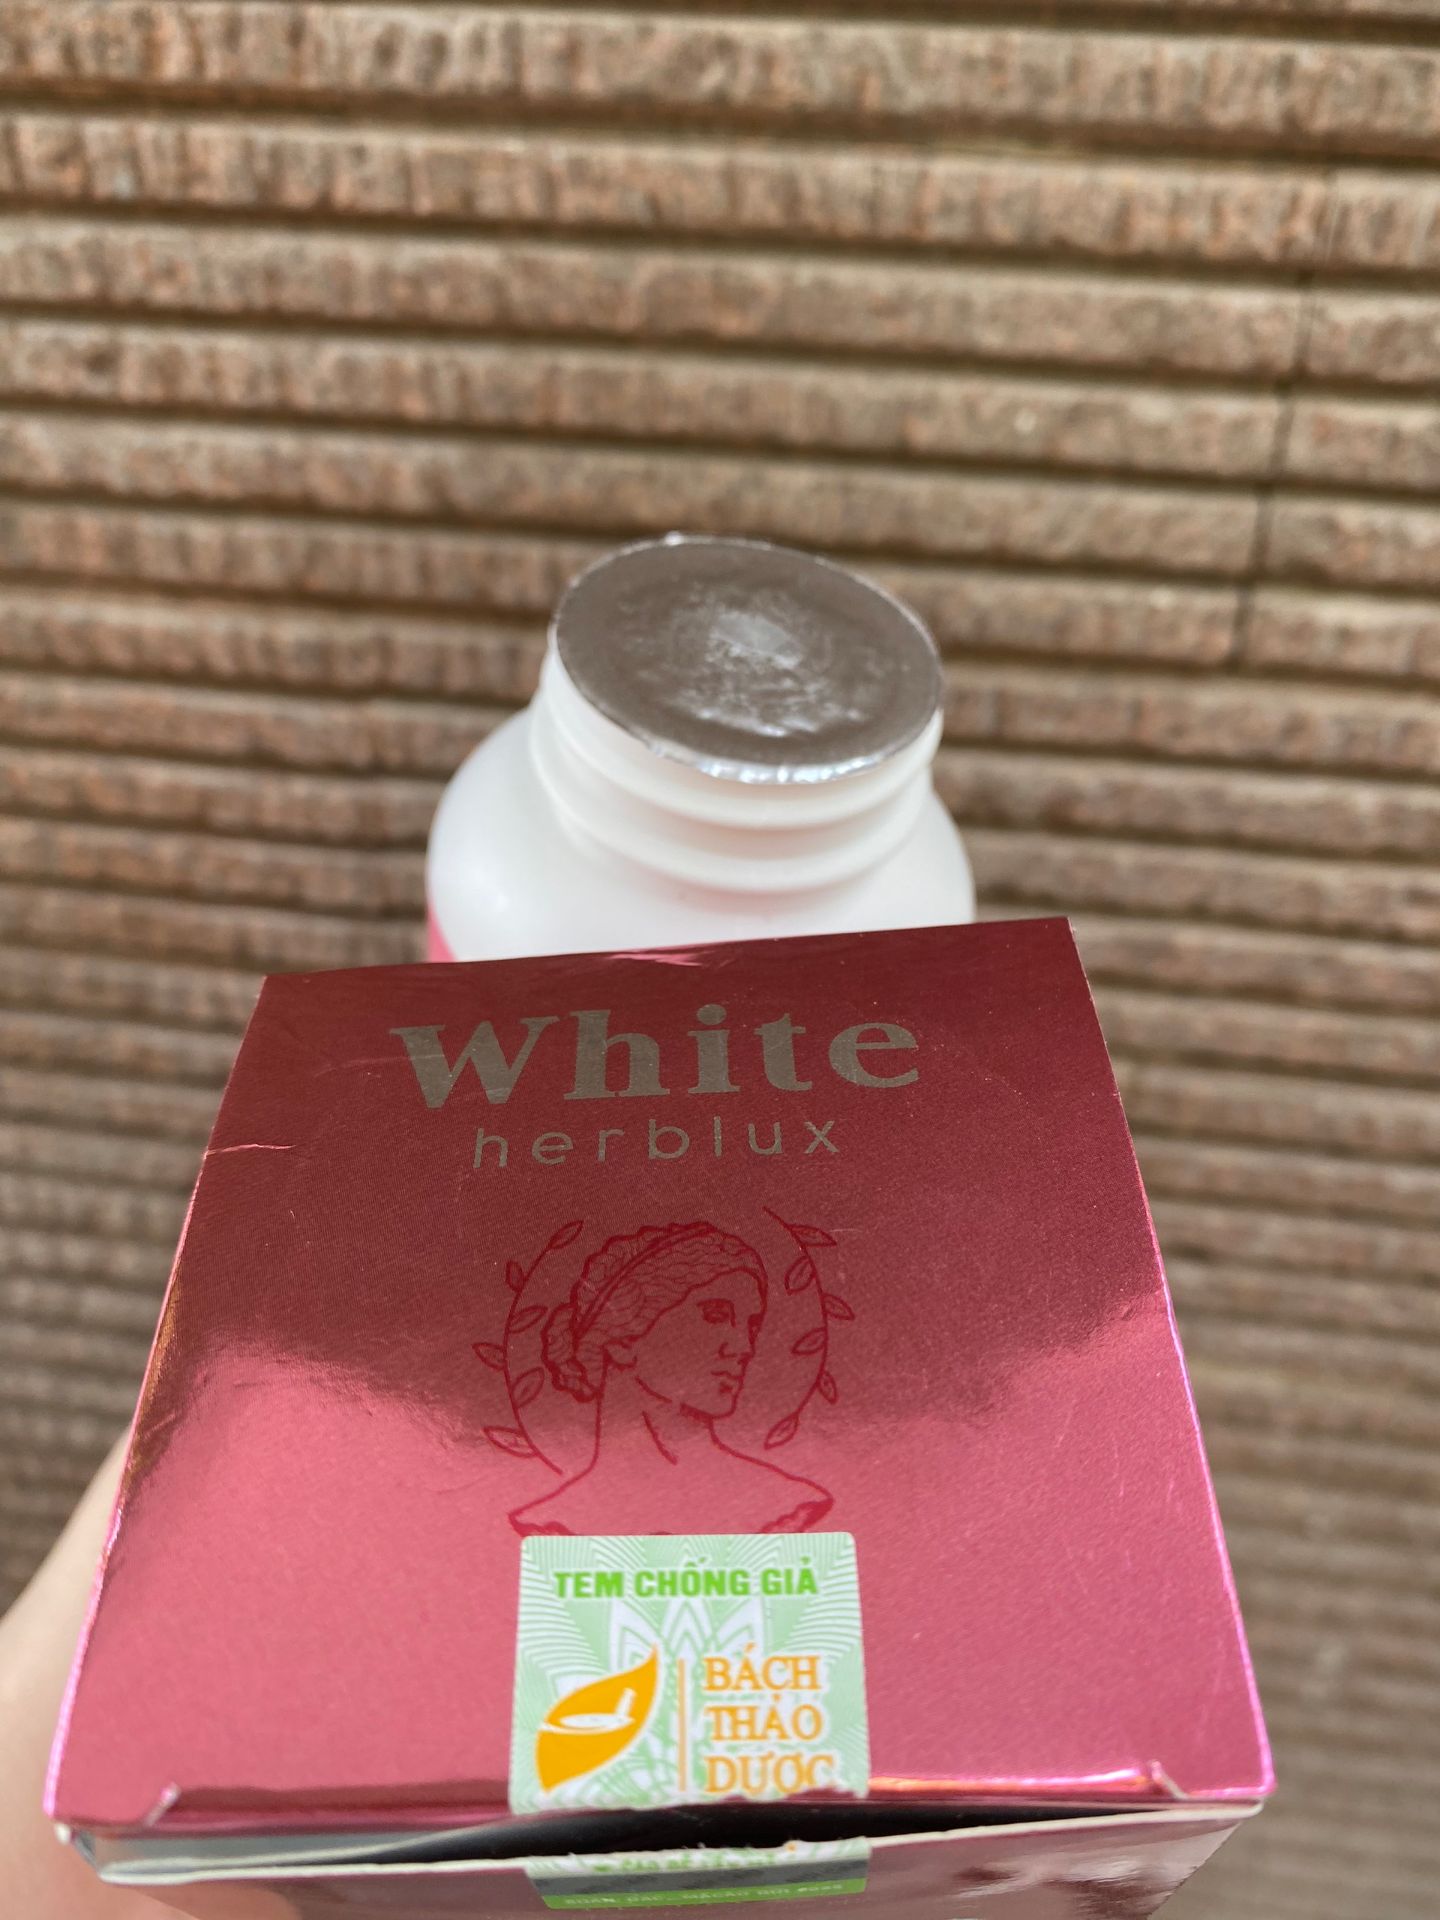 White
herblux
TEM CHỐNG GIẢ
BÁCH
THẢO
DƯỢC